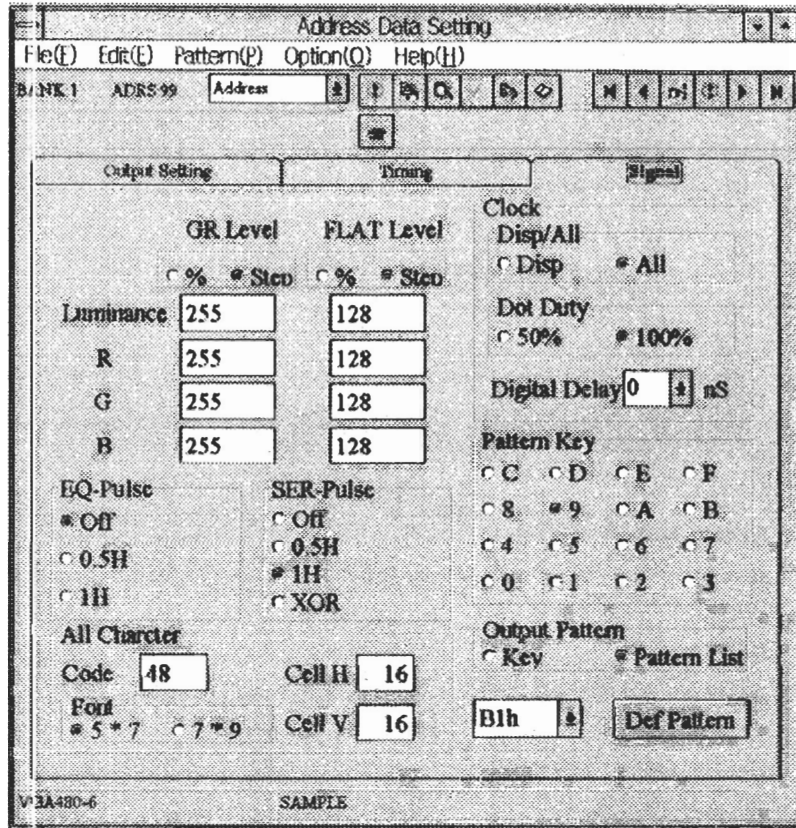 Address Data Setting
File(F) Edit(E) Pattern(P) Option(O) Help(H)
BANK 1 ADRS 99 Address
Output Setting Timing Signal
GR Level FLAT Level
% Step % Step
Luminance 255 128
R 255 128
G 255 128
B 255 128
EQ-Pulse
Off
0.5H
1H
SER-Pulse
Off
0.5H
1H
XOR
All Charcter
Code 48
Font
5 * 7 7 * 9
Cell H 16
Cell V 16
Clock
Disp/All
Disp All
Dot Duty
50% 100%
Digital Delay 0 nS
Pattern Key
C D E F
8 9 A B
4 5 6 7
0 1 2 3
Output Pattern
Key Pattern List
B1h Def Pattern
SAMPLE